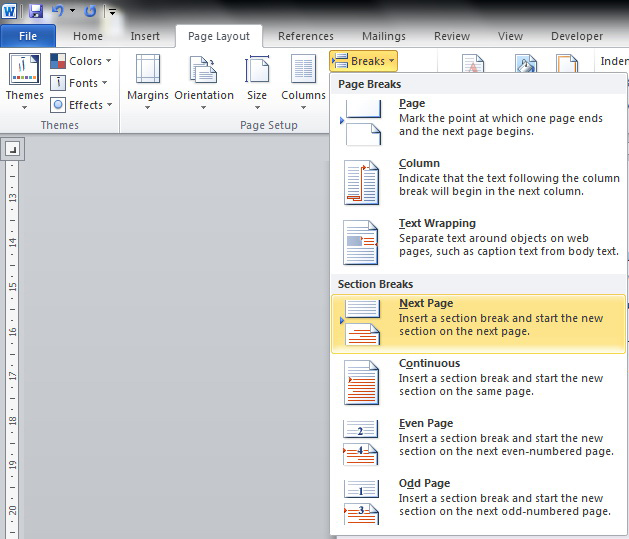 W
File Home Insert Page Layout References Mailings Review View Developer
Colors
Fonts
Effects
Themes
Themes
Margins Orientation Size Columns
Page Setup
Breaks
Inden
Page Breaks
Page
Mark the point at which one page ends
and the next page begins.
Column
Indicate that the text following the column
break will begin in the next column.
Text Wrapping
Separate text around objects on web
pages, such as caption text from body text.
Section Breaks
Next Page
Insert a section break and start the new
section on the next page.
Continuous
Insert a section break and start the new
section on the same page.
2
4
Even Page
Insert a section break and start the new
section on the next even-numbered page.
1
3
Odd Page
Insert a section break and start the new
section on the next odd-numbered page.
13
14
15
16
17
18
19
20